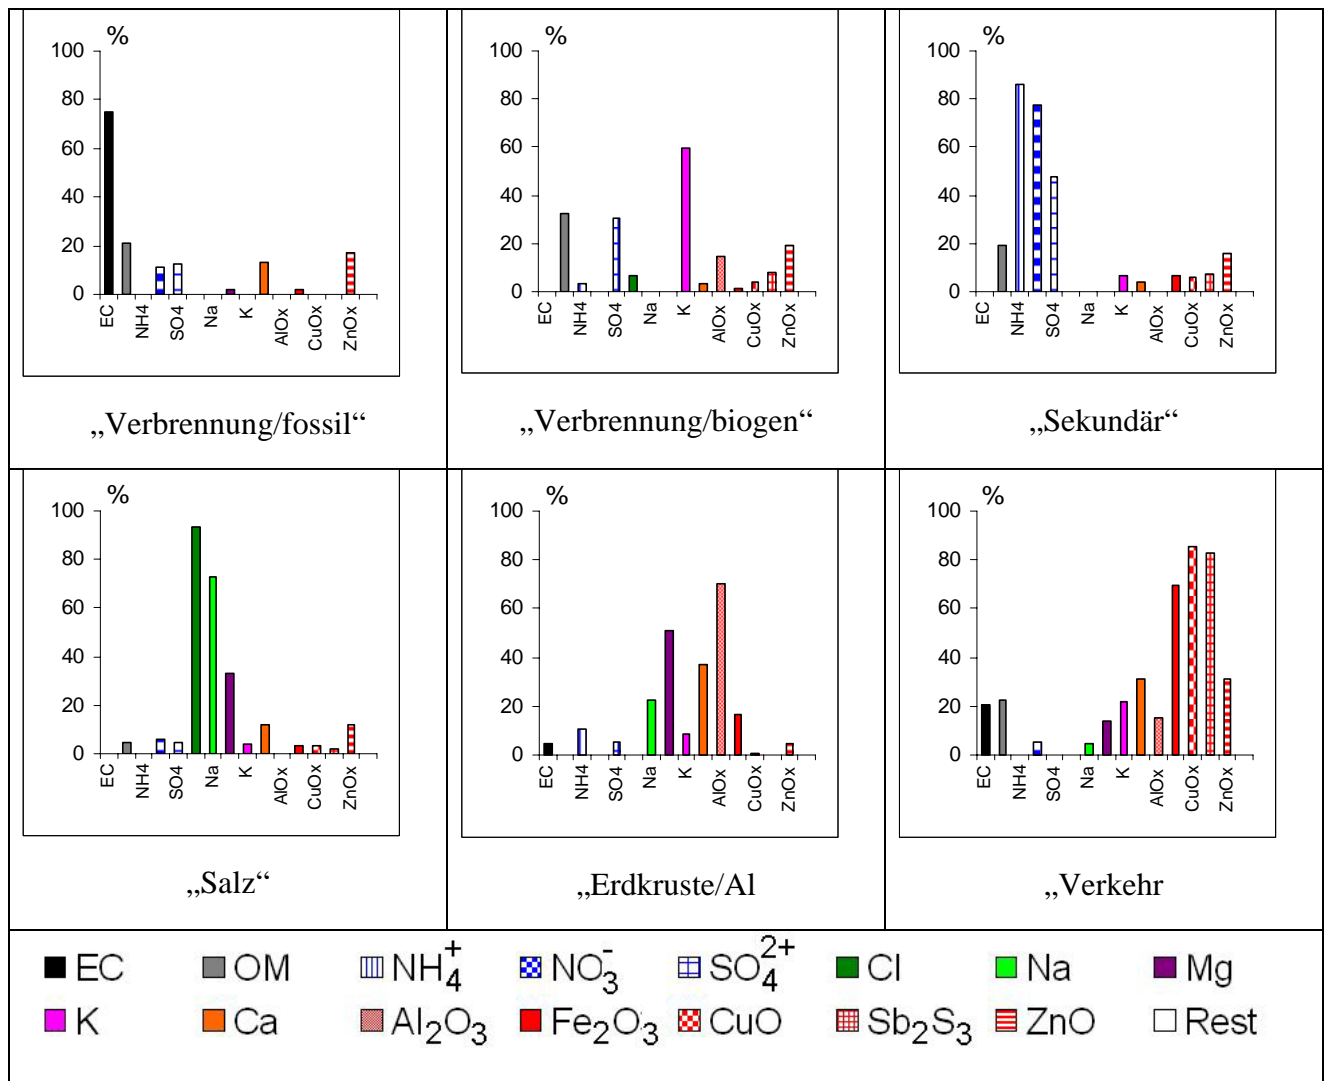 %
100
80
60
40
20
0
EC
NH4
SO4
Na
K
AlOx
CuOx
ZnOx
„Verbrennung/fossil“
%
100
80
60
40
20
0
EC
NH4
SO4
Na
K
AlOx
CuOx
ZnOx
„Verbrennung/biogen“
%
100
80
60
40
20
0
EC
NH4
SO4
Na
K
AlOx
CuOx
ZnOx
„Sekundär“
%
100
80
60
40
20
0
EC
NH4
SO4
Na
K
AlOx
CuOx
ZnOx
„Salz“
%
100
80
60
40
20
0
EC
NH4
SO4
Na
K
AlOx
CuOx
ZnOx
„Erdkruste/Al
%
100
80
60
40
20
0
EC
NH4
SO4
Na
K
AlOx
CuOx
ZnOx
„Verkehr
EC OM NH₄⁺ NO₃⁻ SO₄²⁺ Cl Na Mg
K Ca Al₂O₃ Fe₂O₃ CuO Sb₂S₃ ZnO Rest